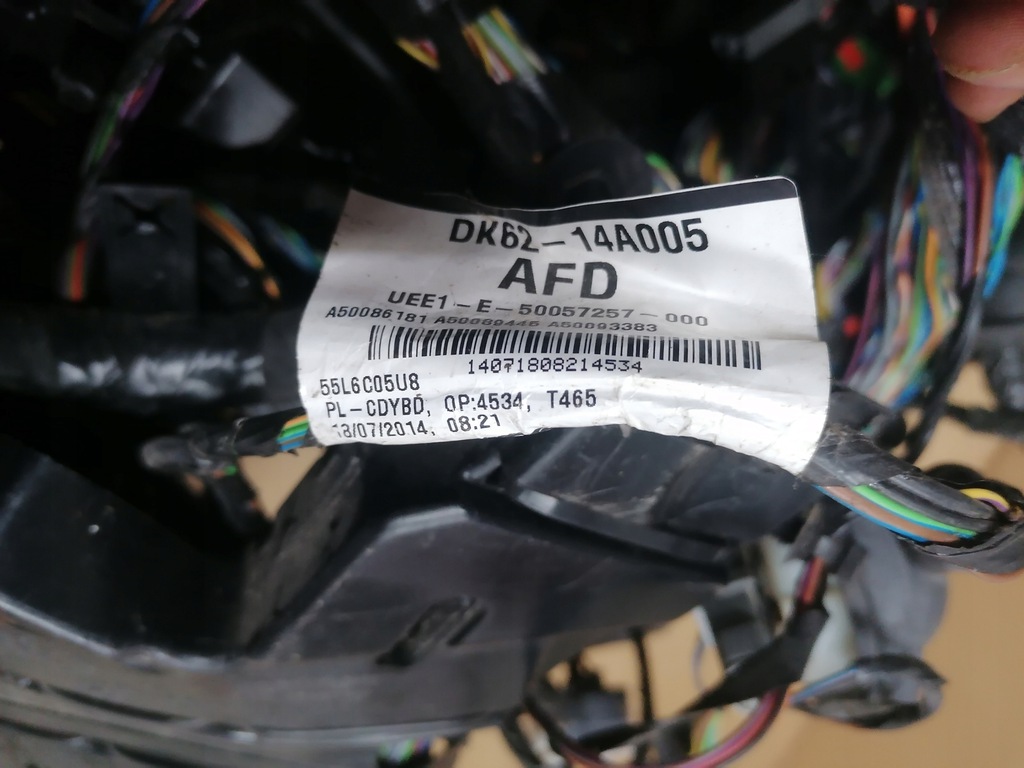 DK62-14A005
AFD
UEE1-E-50057257-000
A50086181 A50089445 A50093383
14071808214534
55L6C05U8
PL-CDYBD, OP:4534, T465
18/07/2014, 08:21